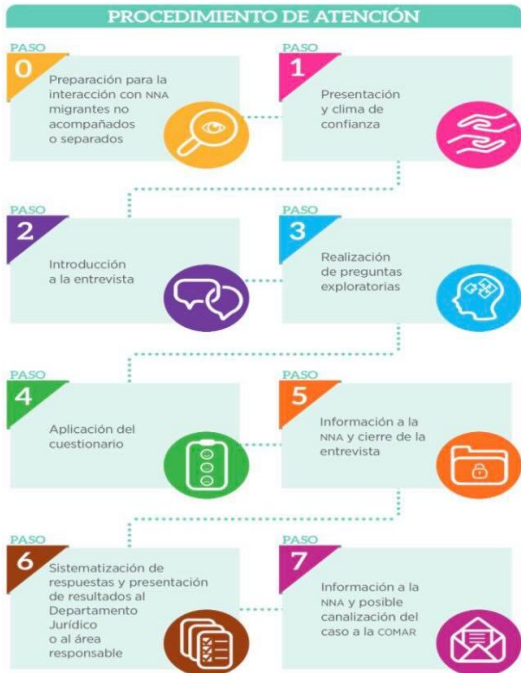 PROCEDIMIENTO DE ATENCIÓN
PASO
0
Preparación para la
interacción con NNA
migrantes no
acompañados
o separados
PASO
1
Presentación
y clima de
confianza
PASO
2
Introducción
a la entrevista
PASO
3
Realización
de preguntas
exploratorias
PASO
4
Aplicación del
cuestionario
PASO
5
Información a la
NNA y cierre de la
entrevista
PASO
6
Sistematización de
respuestas y presentación
de resultados al
Departamento
Jurídico
o al área
responsable
PASO
7
Información a la
NNA y posible
canalización del
caso a la COMAR